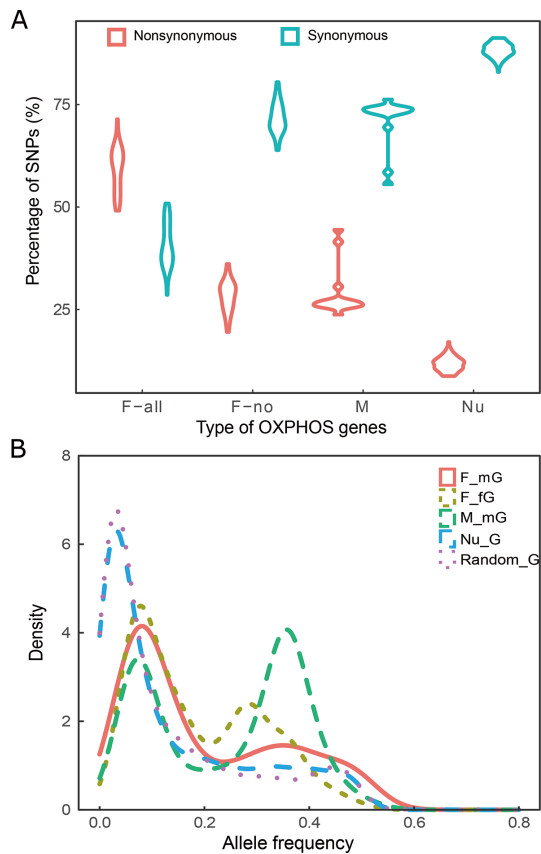 A
Nonsynonymous
Synonymous
Percentage of SNPs (%)
75
50
25
F-all
F-no
M
Nu
Type of OXPHOS genes
B
F_mG
F_fG
M_mG
Nu_G
Random_G
Density
8
6
4
2
0
0.0
0.2
0.4
0.6
0.8
Allele frequency